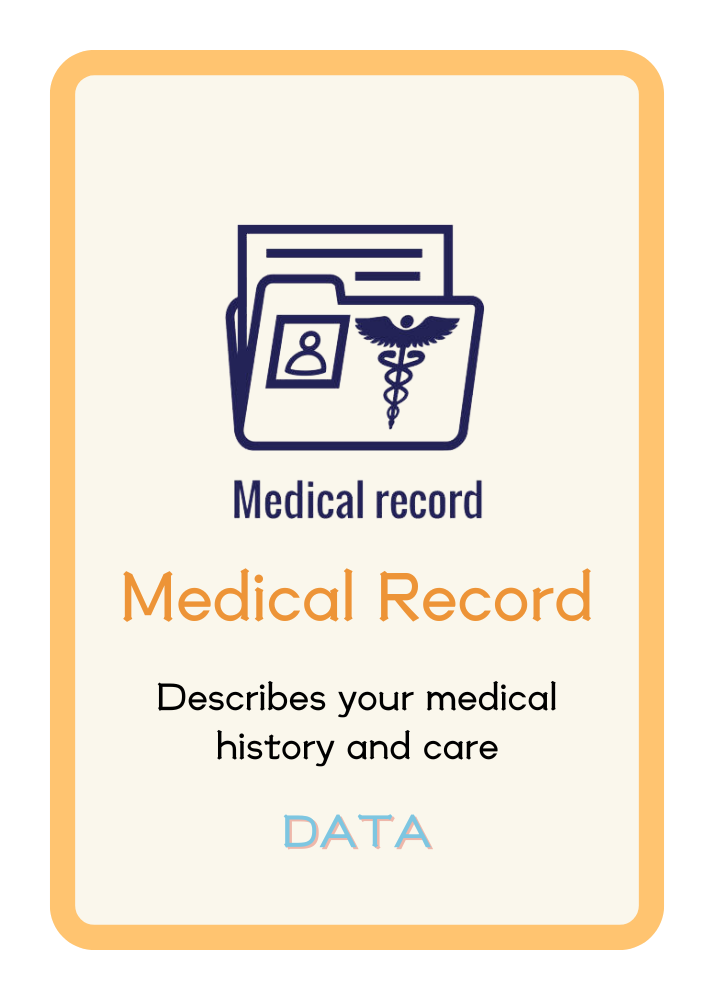 Medical record
Medical Record
Describes your medical
history and care
DATA